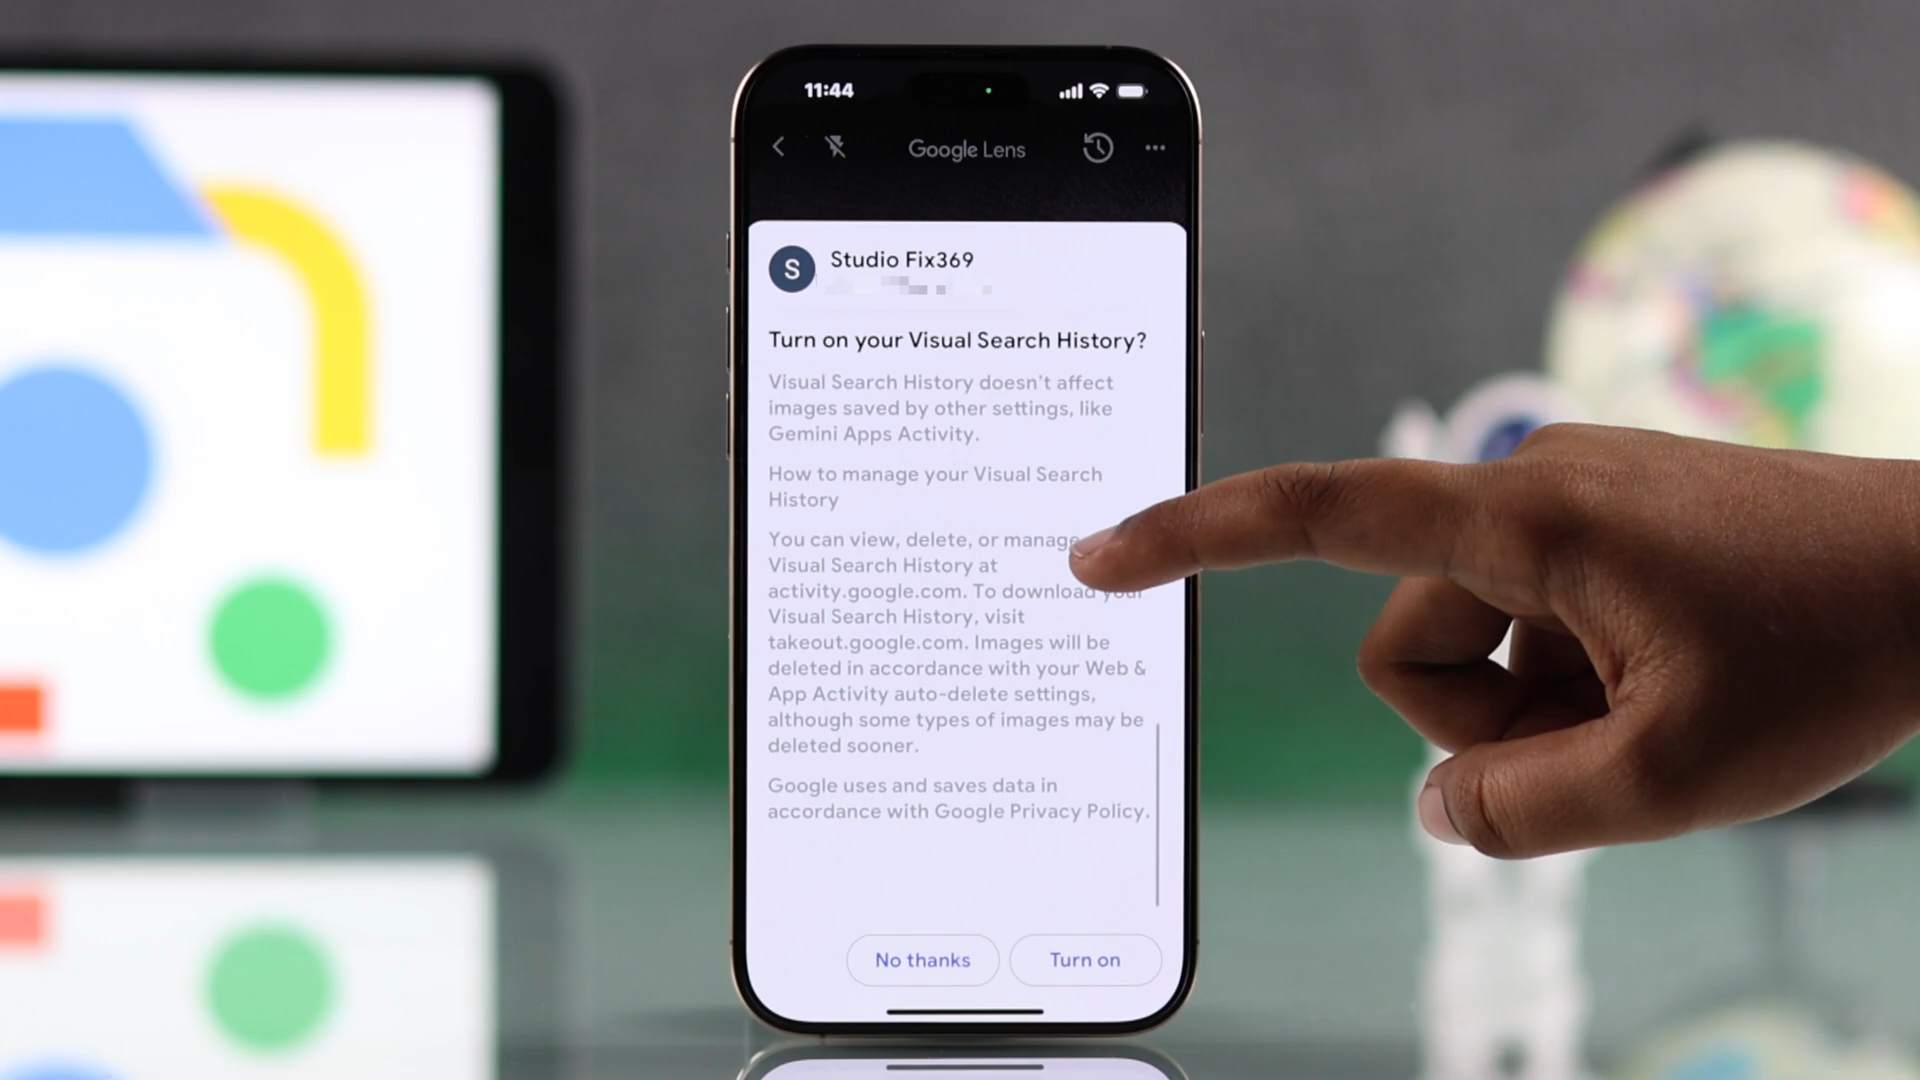 11:44
Google Lens
S
Studio Fix369
Turn on your Visual Search History?
Visual Search History doesn't affect
images saved by other settings, like
Gemini Apps Activity.
How to manage your Visual Search
History
You can view, delete, or manage
Visual Search History at
activity.google.com. To download your
Visual Search History, visit
takeout.google.com. Images will be
deleted in accordance with your Web &
App Activity auto-delete settings,
although some types of images may be
deleted sooner.
Google uses and saves data in
accordance with Google Privacy Policy.
No thanks
Turn on